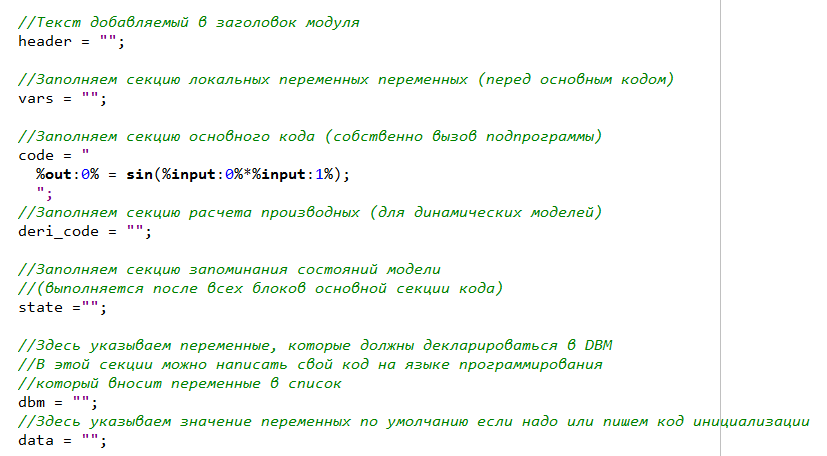 //Текст добавляемый в заголовок модуля
header = "";
//Заполняем секцию локальных переменных переменных (перед основным кодом)
vars = "";
//Заполняем секцию основного кода (собственно вызов подпрограммы)
code = "
%out:0% = sin(%input:0%*%input:1%);
";
//Заполняем секцию расчета производных (для динамических моделей)
deri_code = "";
//Заполняем секцию запоминания состояний модели
//(выполняется после всех блоков основной секции кода)
state ="";
//Здесь указываем переменные, которые должны декларироваться в DBM
//В этой секции можно написать свой код на языке программирования
//который вносит переменные в список
dbm = "";
//Здесь указываем значение переменных по умолчанию если надо или пишем код инициализации
data = "";